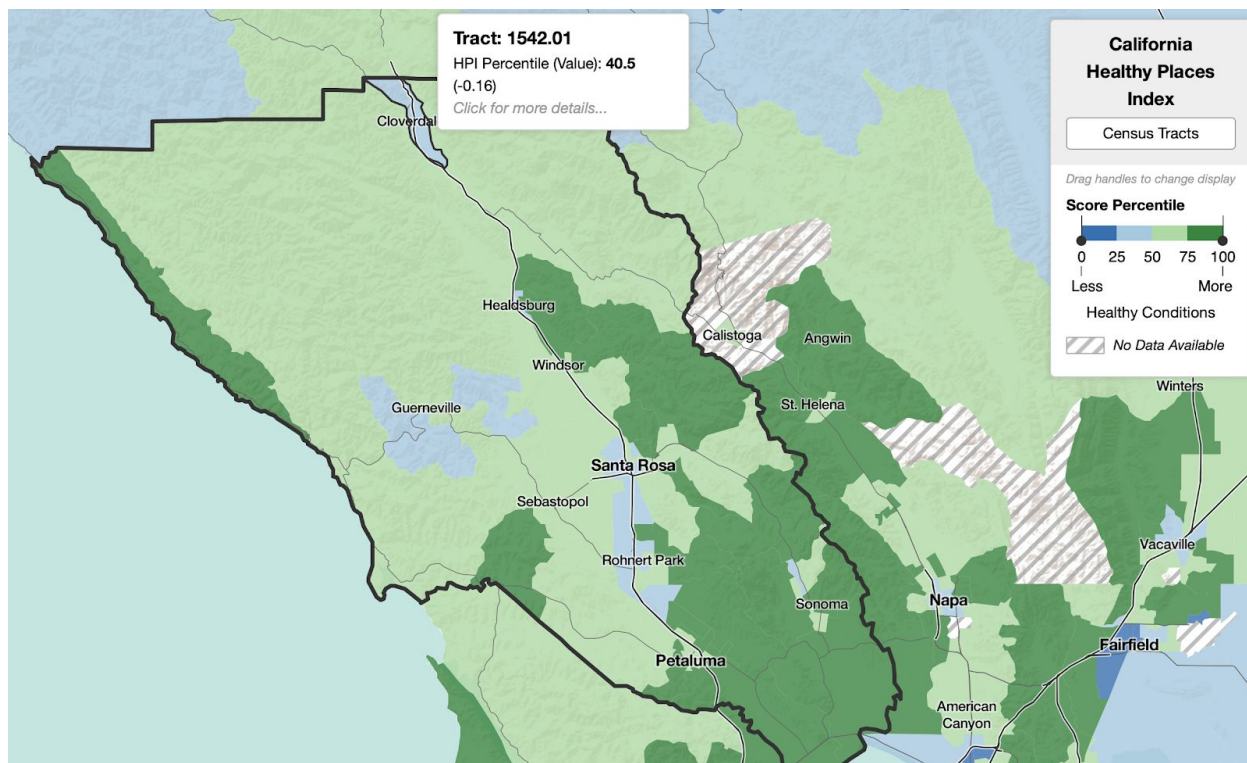 Tract: 1542.01
HPI Percentile (Value): 40.5
(-0.16)
Click for more details...
California
Healthy Places
Index
Census Tracts
Drag handles to change display
Score Percentile
0 25 50 75 100
Less More
Healthy Conditions
No Data Available
Healdsburg
Windsor
Guerneville
Santa Rosa
Sebastopol
Rohnert Park
Sonoma
Petaluma
Calistoga
Angwin
St. Helena
Napa
American
Canyon
Winters
Vacaville
Fairfield